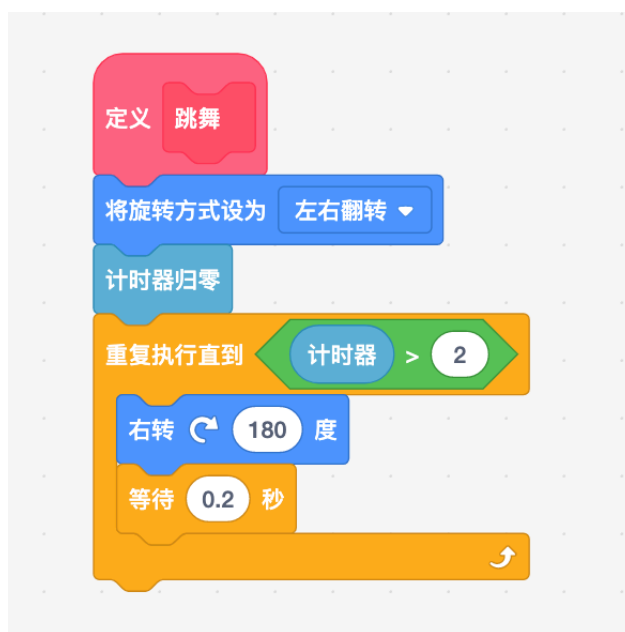 定义 跳舞
将旋转方式设为 左右翻转
计时器归零
重复执行直到 计时器 > 2
右转 180 度
等待 0.2 秒